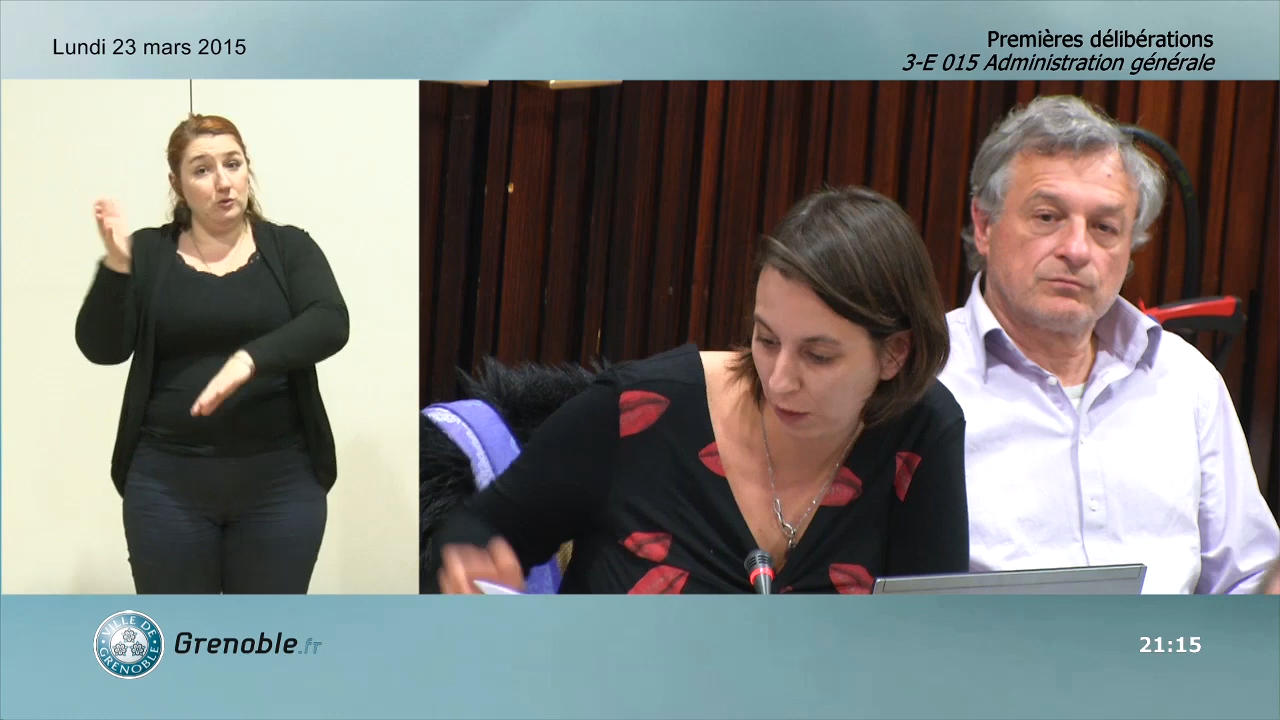 Lundi 23 mars 2015
Premières délibérations
3-E 015 Administration générale
VILLE DE GRENOBLE
Grenoble.fr
21:15